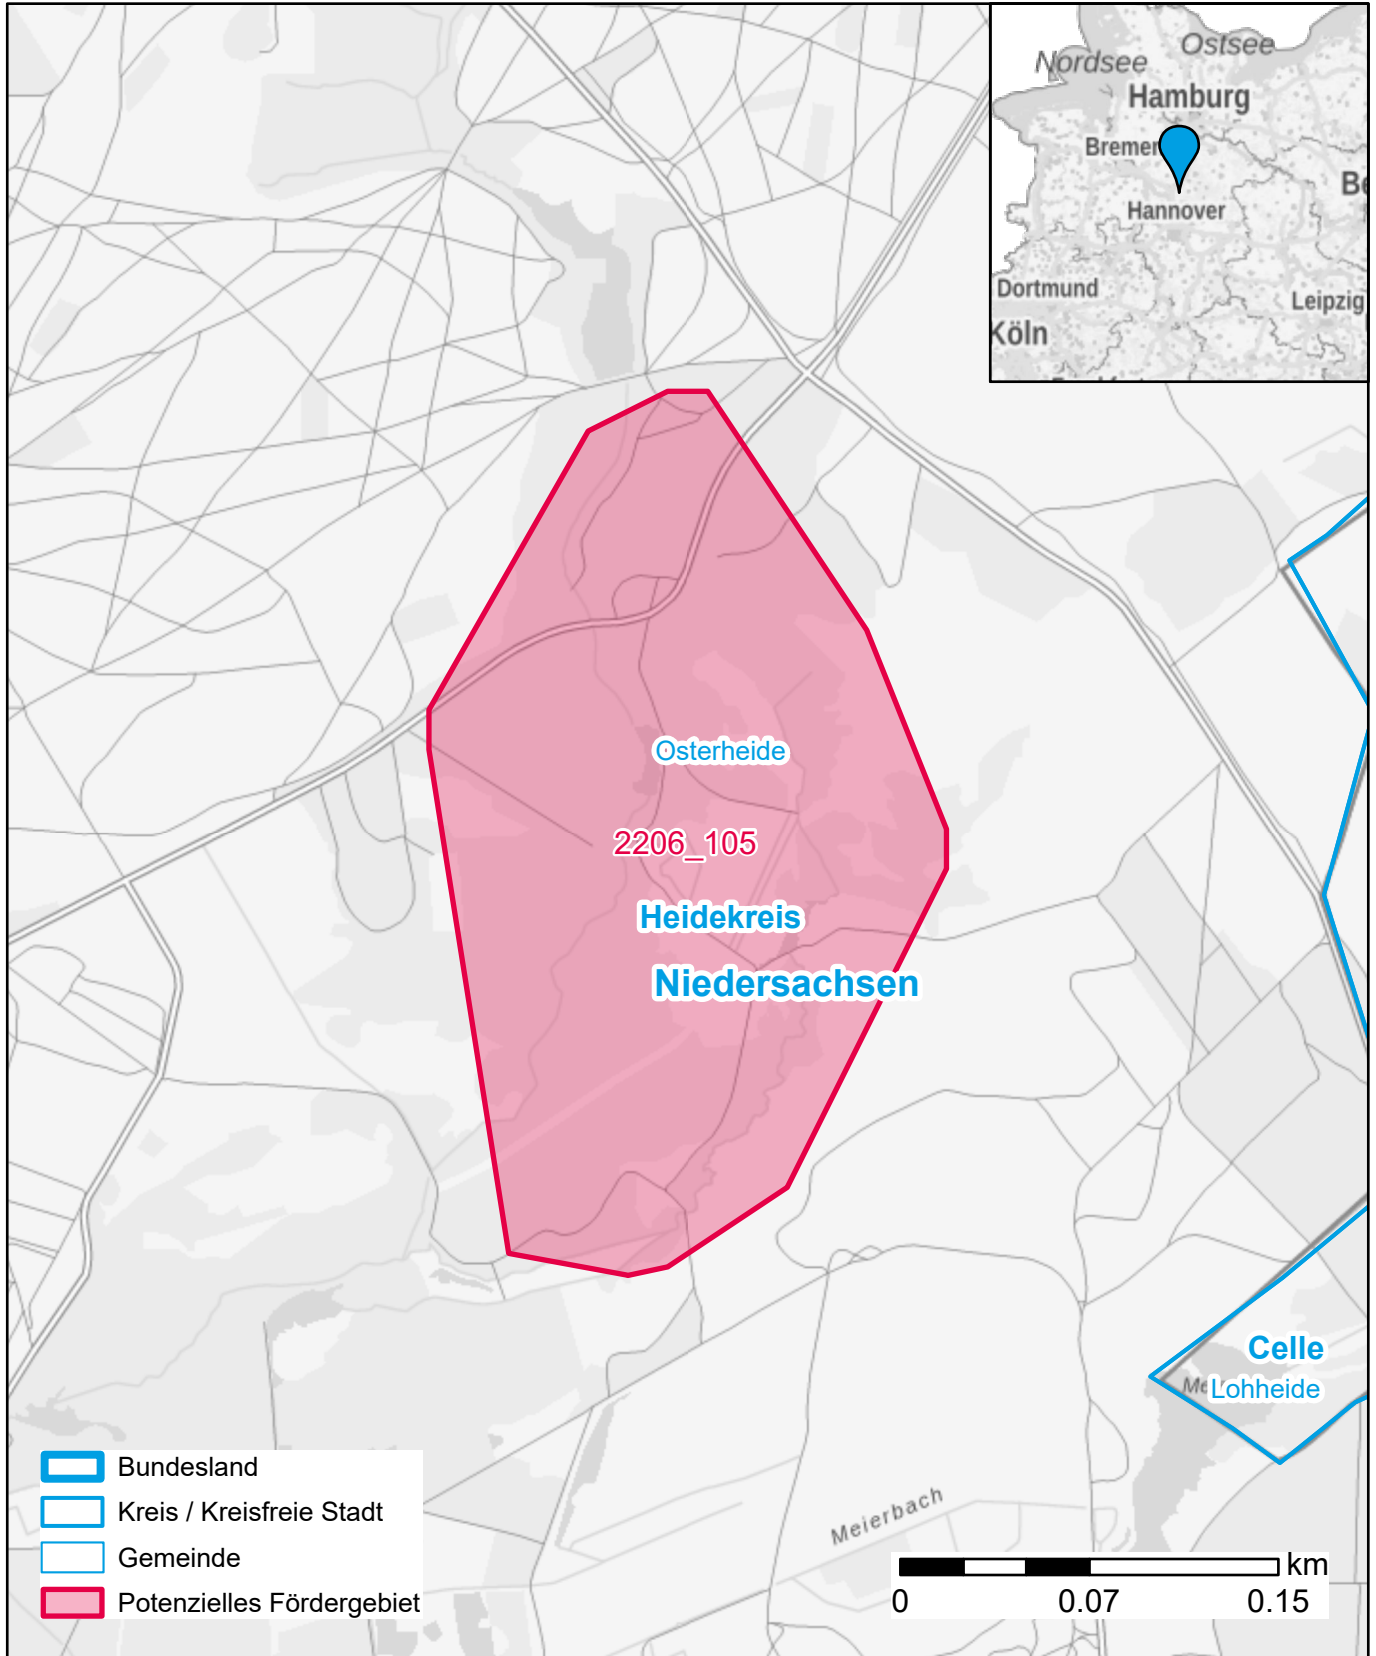 Nordsee
Ostsee
Hamburg
Bremen
Hannover
Be
Dortmund
Leipzig
Köln
Osterheide
2206_105
Heidekreis
Niedersachsen
Celle
Lohheide
Meierbach
Bundesland
Kreis / Kreisfreie Stadt
Gemeinde
Potenzielles Fördergebiet
km
0 0.07 0.15